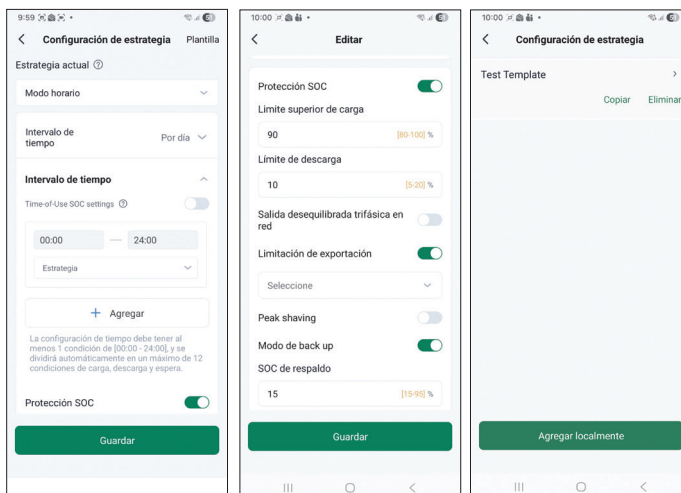 9:59
Configuración de estrategia
Plantilla
Estrategia actual
Modo horario
Intervalo de
tiempo
Por día
Intervalo de tiempo
Time-of-Use SOC settings
00:00 — 24:00
Estrategia
+ Agregar
La configuración de tiempo debe tener al
menos 1 condición de [00:00 - 24:00], y se
dividirá automáticamente en un máximo de 12
condiciones de carga, descarga y espera.
Protección SOC
Guardar
10:00
Editar
Protección SOC
Limite superior de carga
90 [80-100] %
Límite de descarga
10 [5-20] %
Salida desequilibrada trifásica en
red
Limitación de exportación
Seleccione
Peak shaving
Modo de back up
SOC de respaldo
15 [15-95] %
Guardar
10:00
Configuración de estrategia
Test Template
Copiar Eliminar
Agregar localmente